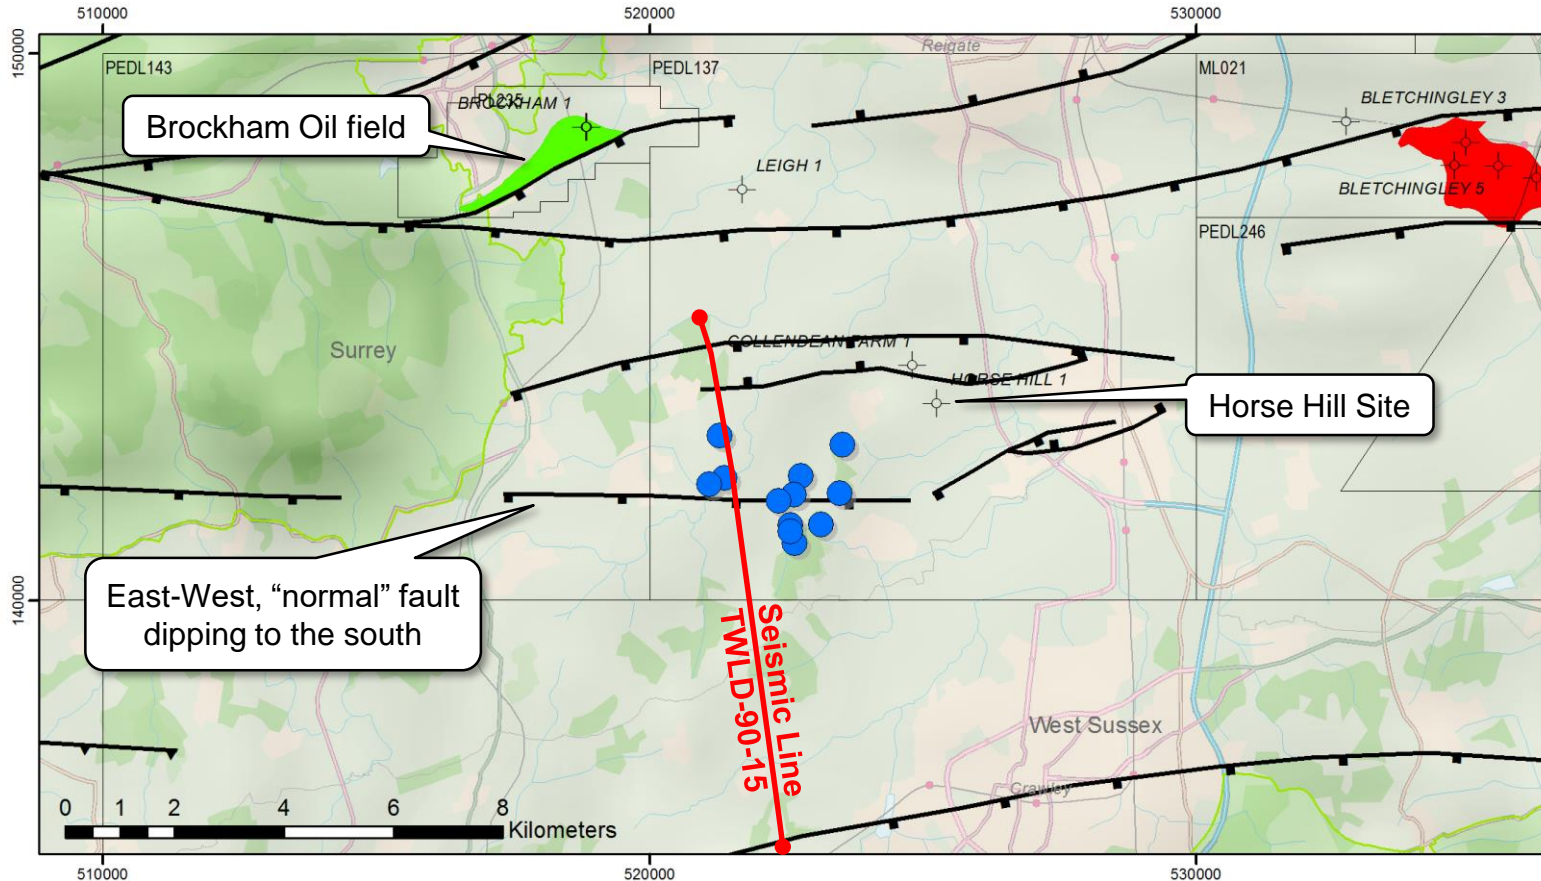 510000
520000
530000
150000
Reigate
PEDL143
PEDL137
ML021
BROCKHAM 1
PL235
BLETCHINGLEY 3
Brockham Oil field
LEIGH 1
BLETCHINGLEY 5
PEDL246
Surrey
COLLENDEAN FARM 1
HORSE HILL 1
Horse Hill Site
East-West, “normal” fault
dipping to the south
140000
Seismic Line
TWLD-90-15
West Sussex
Crawley
0 1 2 4 6 8
Kilometers
510000
520000
530000